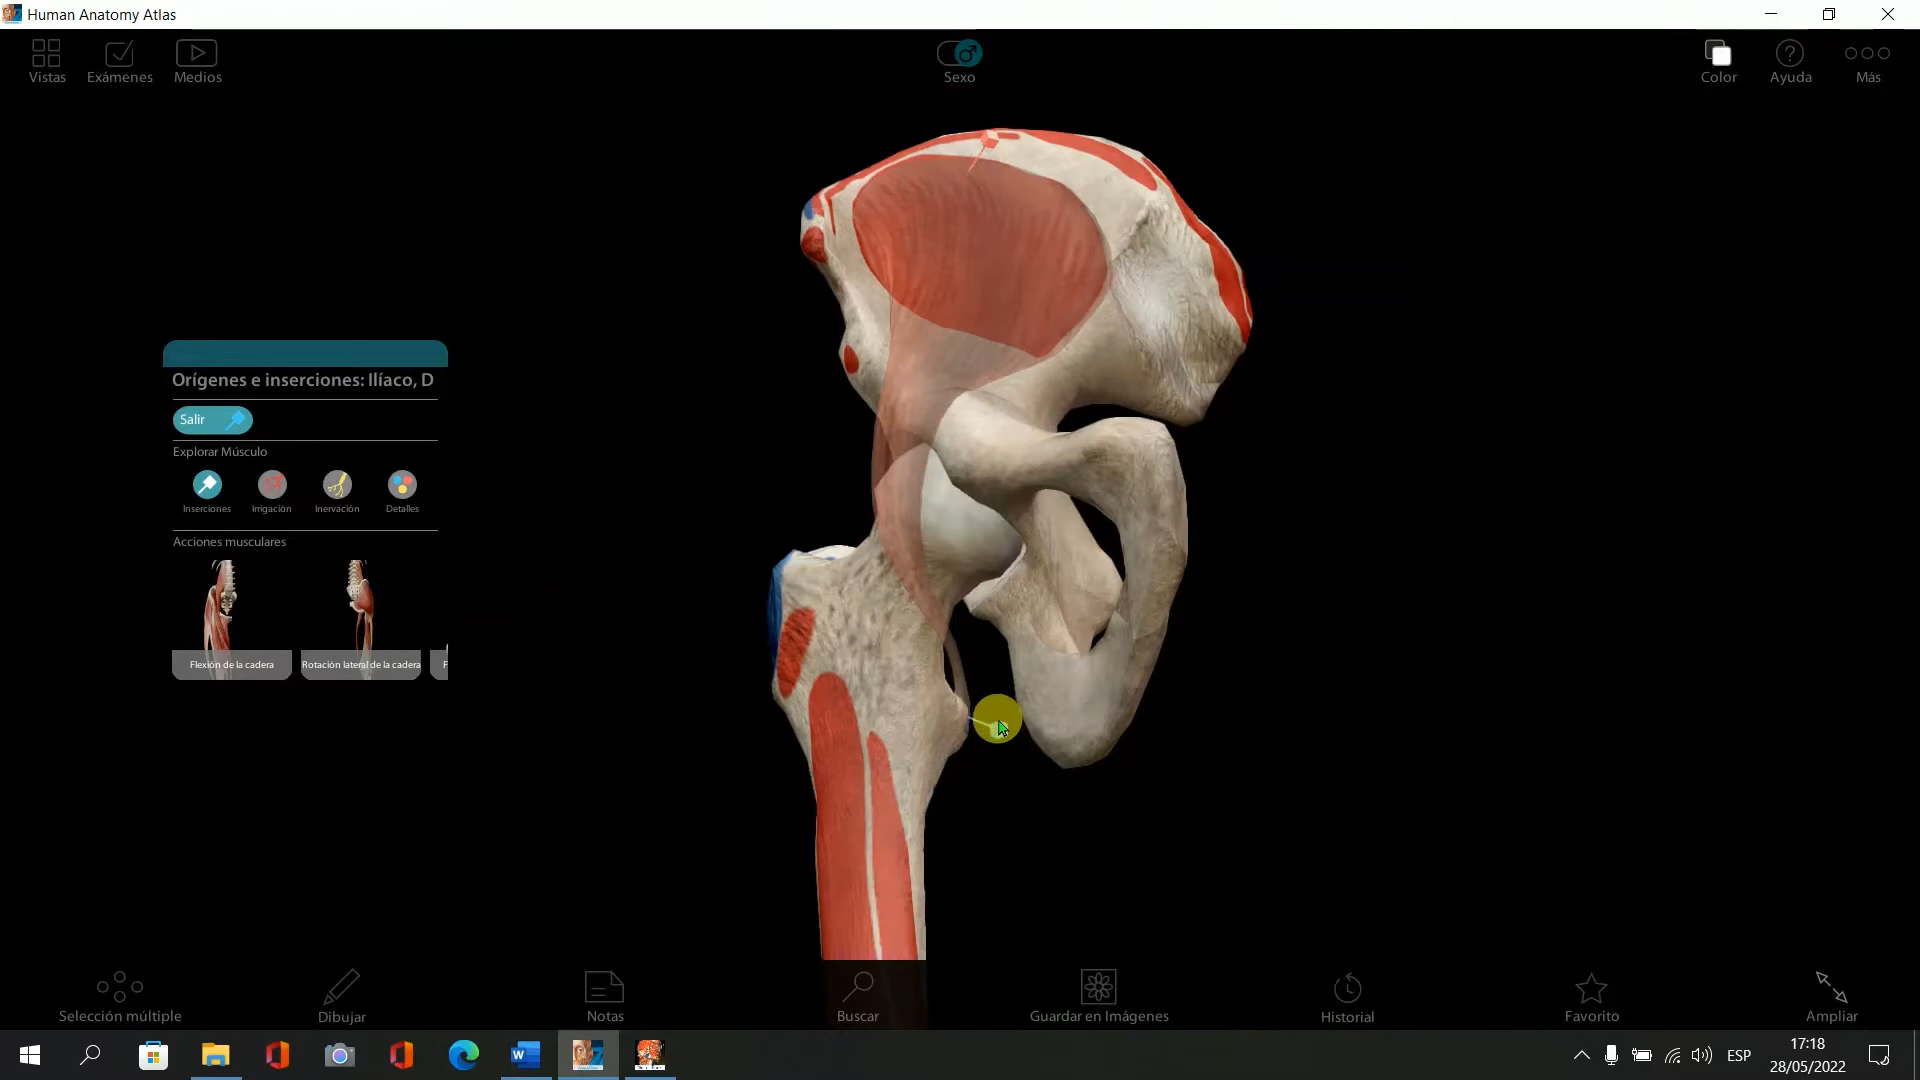 Human Anatomy Atlas
Vistas
Exámenes
Medios
Sexo
Color
Ayuda
Más
Orígenes e inserciones: Ilíaco, D
Salir
Explorar Músculo
Inserciones
Irrigación
Inervación
Detalles
Acciones musculares
Flexión de la cadera
Rotación lateral de la cadera
F
Selección múltiple
Dibujar
Notas
Buscar
Guardar en Imágenes
Historial
Favorito
Ampliar
ESP
17:18
28/05/2022